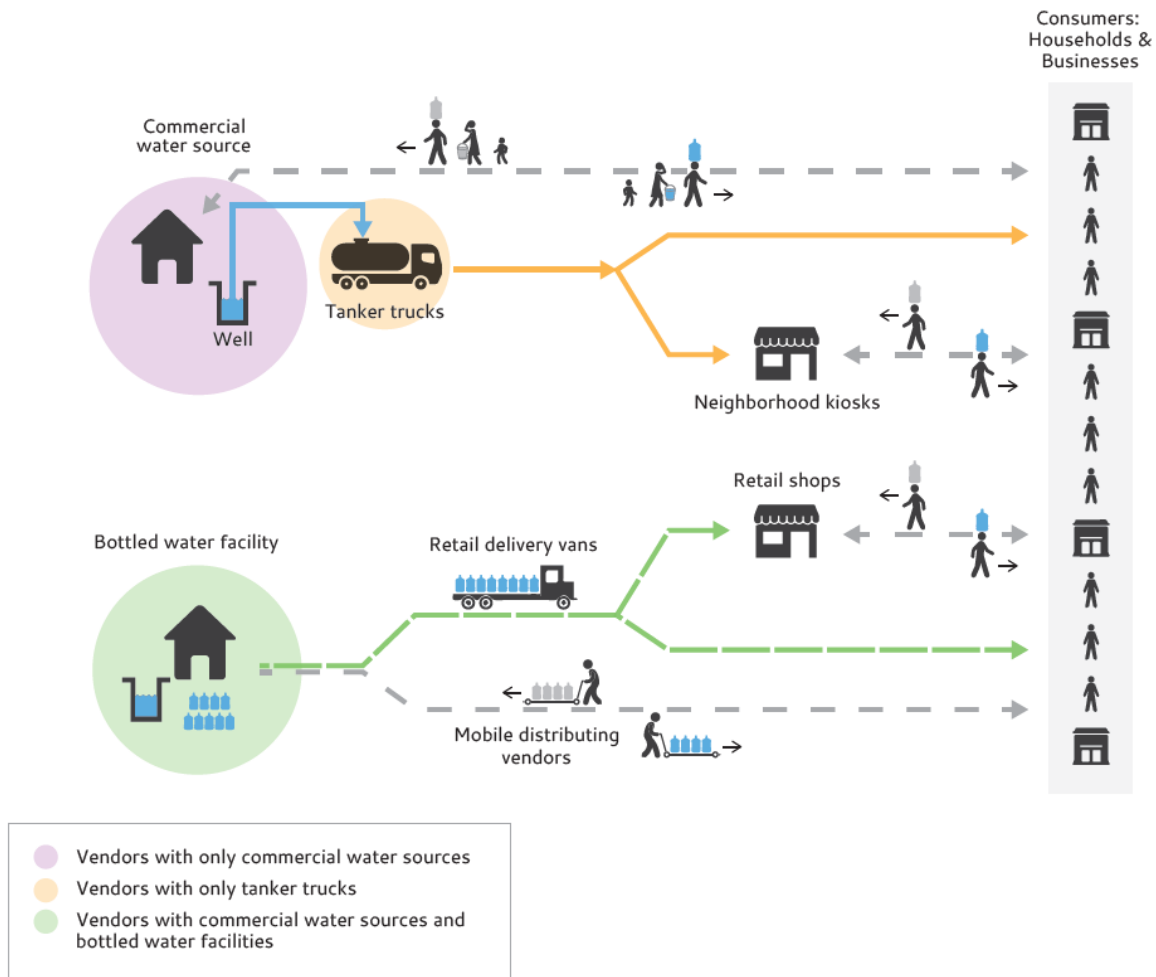 Consumers:
Households &
Businesses
Commercial
water source
Well
Tanker trucks
Neighborhood kiosks
Retail shops
Bottled water facility
Retail delivery vans
Mobile distributing
vendors
Vendors with only commercial water sources
Vendors with only tanker trucks
Vendors with commercial water sources and
bottled water facilities